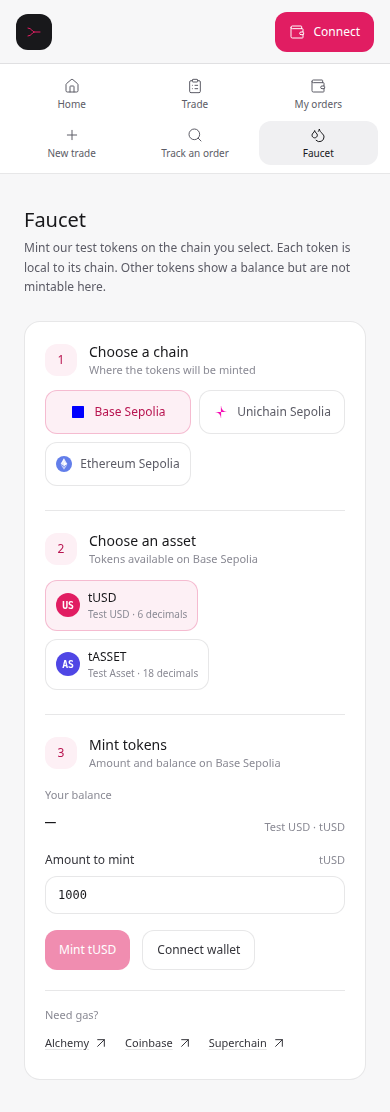 Connect
Home
Trade
My orders
New trade
Track an order
Faucet
Faucet
Mint our test tokens on the chain you select. Each token is
local to its chain. Other tokens show a balance but are not
mintable here.
1
Choose a chain
Where the tokens will be minted
Base Sepolia
Unichain Sepolia
Ethereum Sepolia
2
Choose an asset
Tokens available on Base Sepolia
US
tUSD
Test USD · 6 decimals
AS
tASSET
Test Asset · 18 decimals
3
Mint tokens
Amount and balance on Base Sepolia
Your balance
—
Test USD · tUSD
Amount to mint
tUSD
1000
Mint tUSD
Connect wallet
Need gas?
Alchemy
Coinbase
Superchain